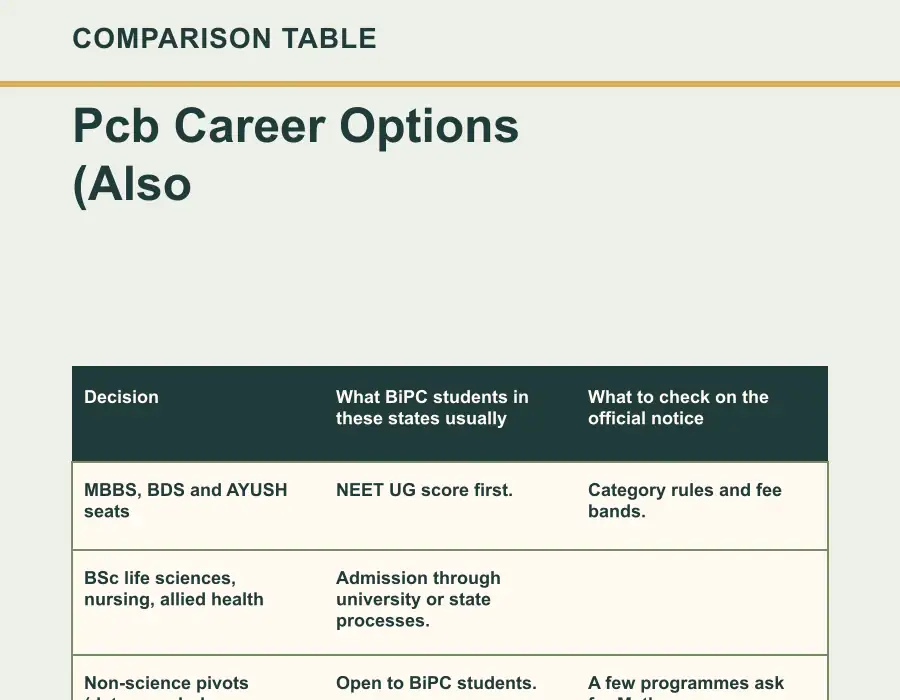 COMPARISON TABLE
Pcb Career Options
(Also
Decision
What BiPC students in
these states usually
What to check on the
official notice
MBBS, BDS and AYUSH
seats
NEET UG score first.
Category rules and fee
bands.
BSc life sciences,
nursing, allied health
Admission through
university or state
processes.
Non-science pivots
Open to BiPC students.
A few programmes ask